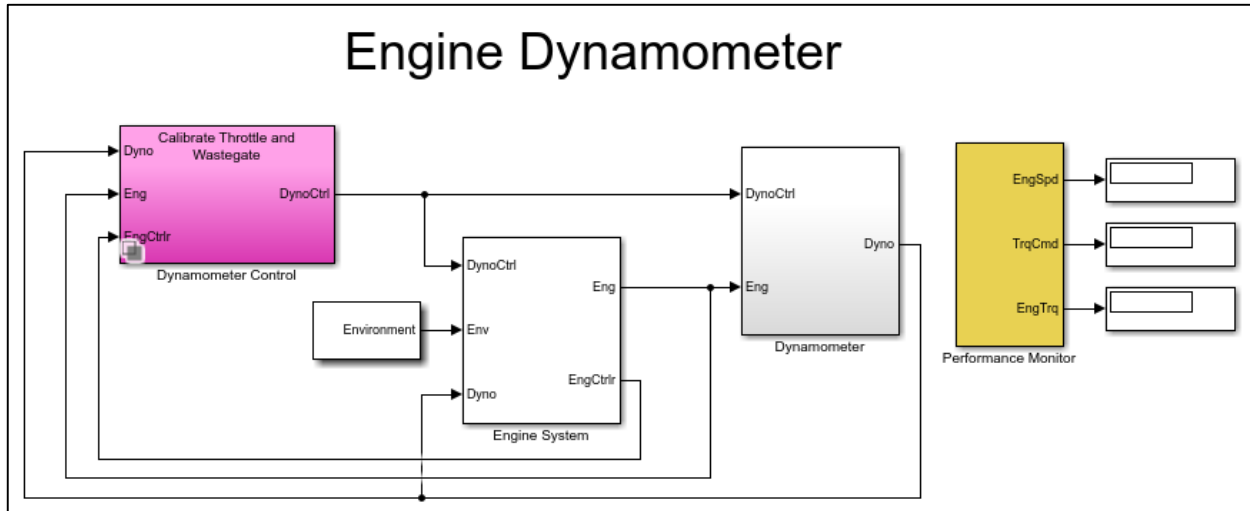 Engine Dynamometer
Calibrate Throttle and
Wastegate
Dyno
Eng
DynoCtrl
EngCtrlr
Dynamometer Control
DynoCtrl
Eng
Env
EngCtrlr
Dyno
Engine System
Environment
DynoCtrl
Dyno
Eng
Dynamometer
EngSpd
TrqCmd
EngTrq
Performance Monitor